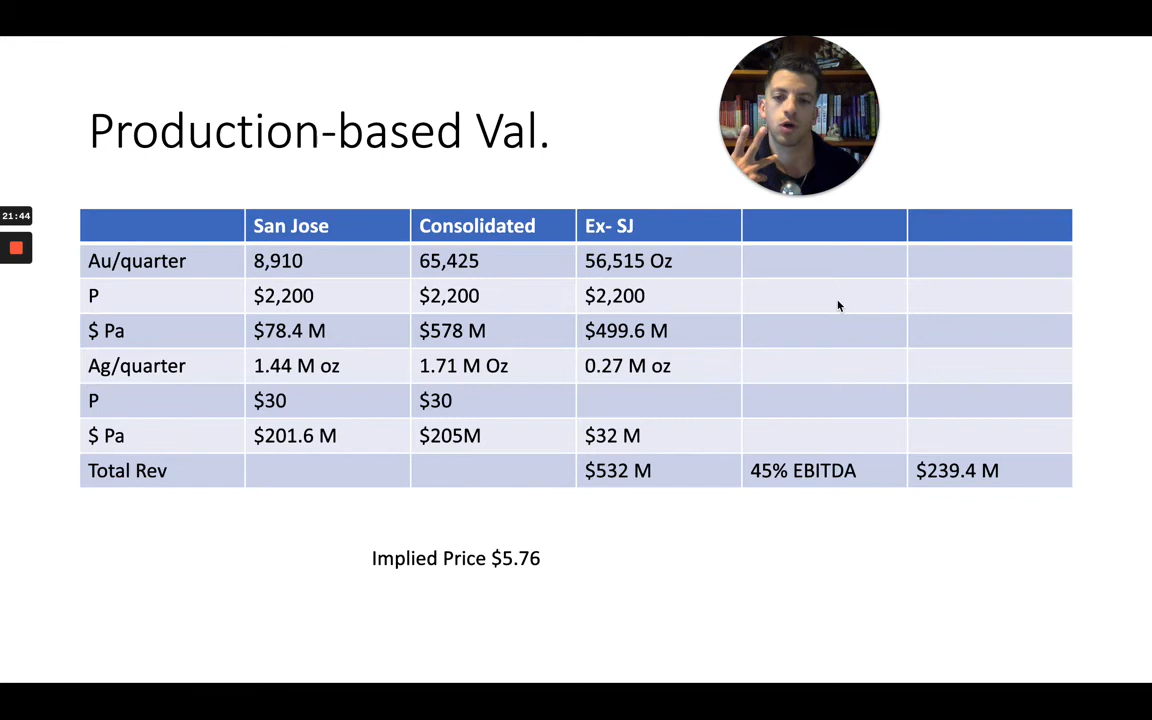 Production-based Val.
21:44
San Jose Consolidated Ex- SJ
Au/quarter 8,910 65,425 56,515 Oz
P $2,200 $2,200 $2,200
$ Pa $78.4 M $578 M $499.6 M
Ag/quarter 1.44 M oz 1.71 M Oz 0.27 M oz
P $30 $30
$ Pa $201.6 M $205M $32 M
Total Rev $532 M 45% EBITDA $239.4 M
Implied Price $5.76